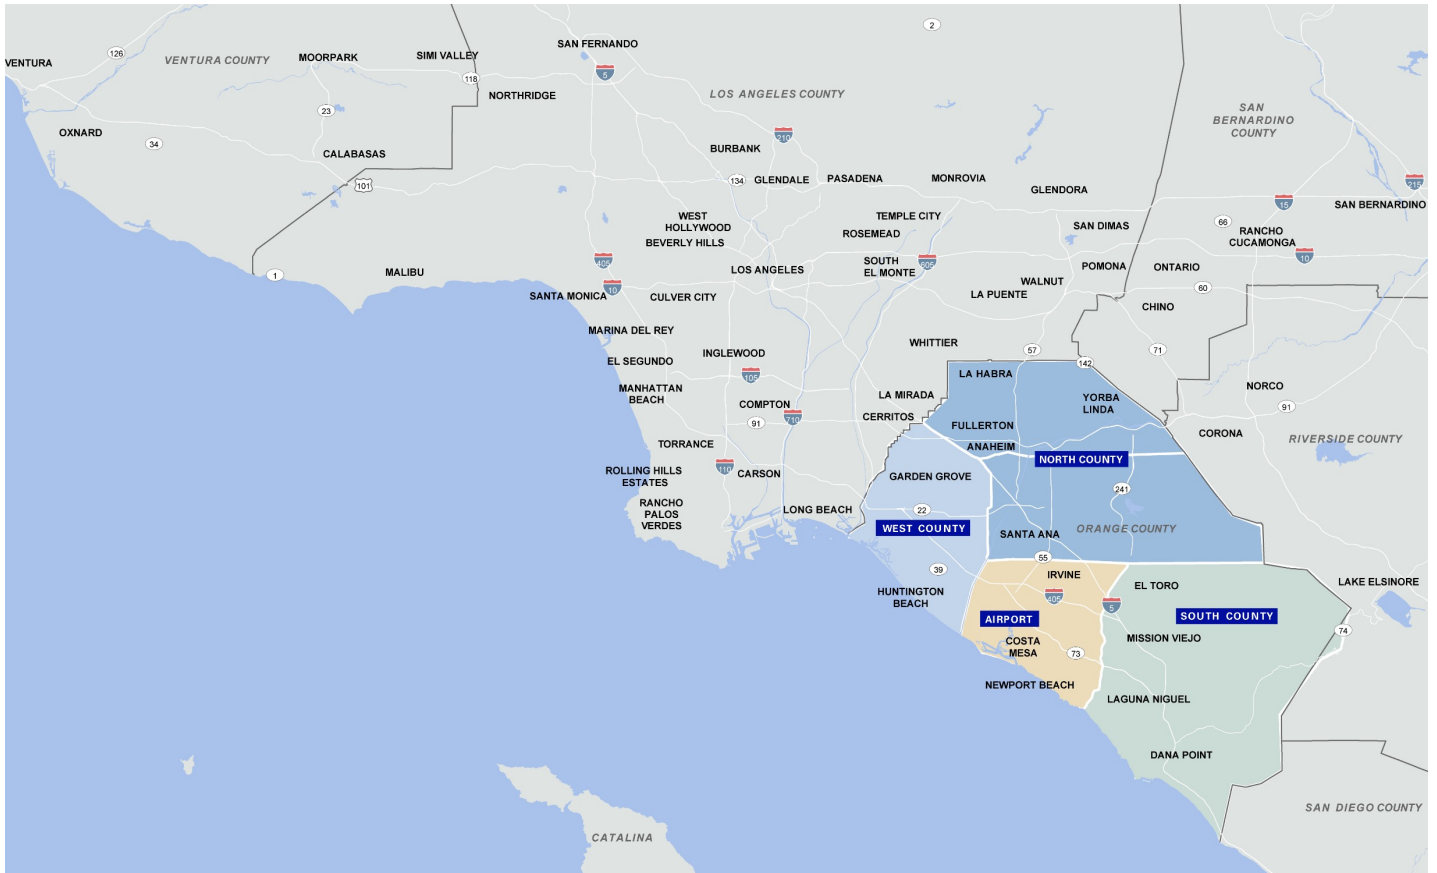 2
SAN FERNANDO
126
SIMI VALLEY
MOORPARK
VENTURA COUNTY
VENTURA
5
118
NORTHRIDGE
LOS ANGELES COUNTY
SAN
BERNARDINO
COUNTY
23
OXNARD
34
210
BURBANK
CALABASAS
101
134
GLENDALE
PASADENA
MONROVIA
GLENDORA
215
15
SAN BERNARDINO
WEST
HOLLYWOOD
BEVERLY HILLS
TEMPLE CITY
ROSEMEAD
SAN DIMAS
66
RANCHO
CUCAMONGA
10
405
SOUTH
EL MONTE
605
POMONA
ONTARIO
1
MALIBU
LOS ANGELES
WALNUT
60
10
SANTA MONICA
CULVER CITY
LA PUENTE
CHINO
MARINA DEL REY
WHITTIER
57
71
142
EL SEGUNDO
INGLEWOOD
105
LA HABRA
MANHATTAN
BEACH
LA MIRADA
YORBA
LINDA
NORCO
COMPTON
710
91
CERRITOS
91
FULLERTON
CORONA
RIVERSIDE COUNTY
TORRANCE
ANAHEIM
NORTH COUNTY
110
CARSON
ROLLING HILLS
ESTATES
GARDEN GROVE
241
RANCHO
PALOS
VERDES
LONG BEACH
22
WEST COUNTY
ORANGE COUNTY
SANTA ANA
55
39
IRVINE
EL TORO
LAKE ELSINORE
HUNTINGTON
BEACH
405
5
AIRPORT
SOUTH COUNTY
74
COSTA
MESA
73
MISSION VIEJO
NEWPORT BEACH
LAGUNA NIGUEL
DANA POINT
SAN DIEGO COUNTY
CATALINA